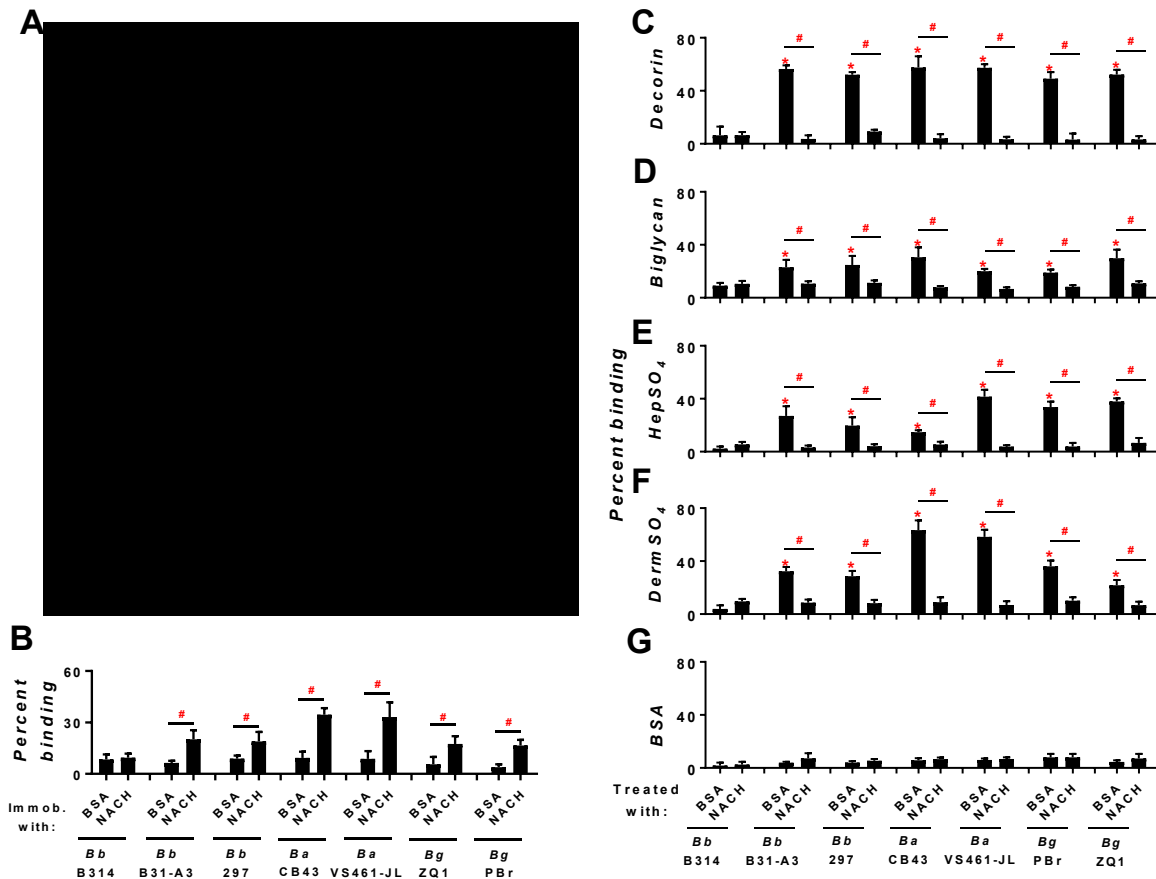 A
B
Percent
binding
60
30
0
# # # # # #
Immob.
with:
BSA NACH BSA NACH BSA NACH BSA NACH BSA NACH BSA NACH BSA NACH
Bb Bb Bb Ba Ba Bg Bg
B314 B31-A3 297 CB43 VS461-JL ZQ1 PBr
Percent binding
C
Decorin
80
40
0
# # # # # #
* * * * * *
D
Biglycan
80
40
0
# # # # # #
* * * * * *
E
HepSO4
80
40
0
# # # # # #
* * * * * *
F
DermSO4
80
40
0
# # # # # #
* * * * * *
G
BSA
80
40
0
Treated
with:
BSA NACH BSA NACH BSA NACH BSA NACH BSA NACH BSA NACH BSA NACH
Bb Bb Bb Ba Ba Bg Bg
B314 B31-A3 297 CB43 VS461-JL PBr ZQ1